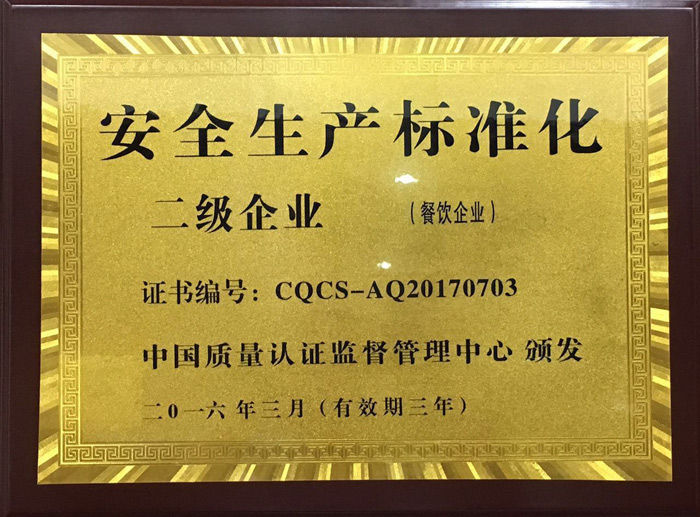 安全生产标准化
二级企业 （餐饮企业）
证书编号：CQCS-AQ20170703
中国质量认证监督管理中心 颁发
二0一六年三月（有效期三年）